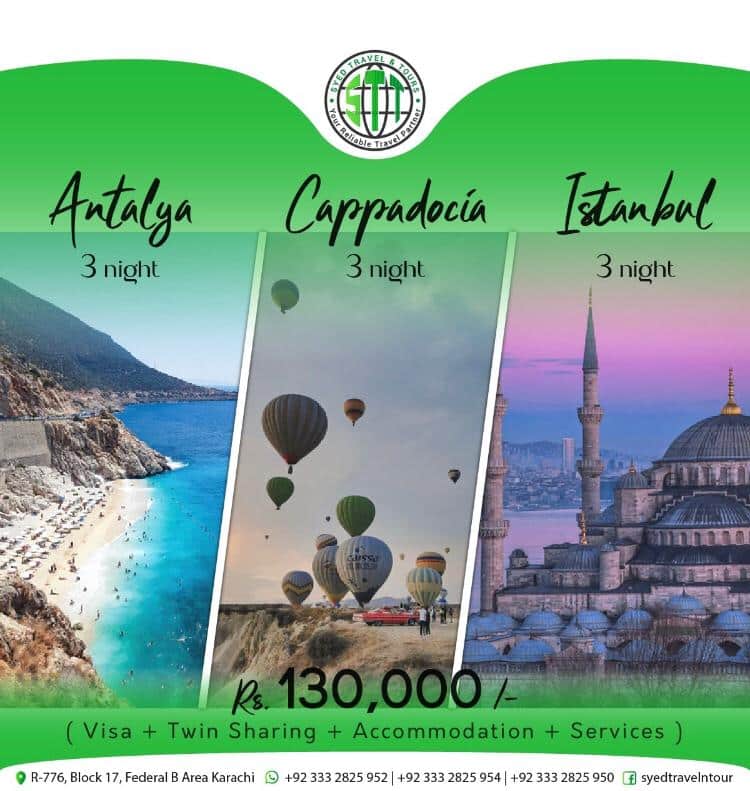 SYED TRAVEL & TOURS
STT
Your Reliable Travel Partner
Antalya
3 night
Cappadocia
3 night
Istanbul
3 night
Rs. 130,000 /-
( Visa + Twin Sharing + Accommodation + Services )
R-776, Block 17, Federal B Area Karachi +92 333 2825 952 | +92 333 2825 954 | +92 333 2825 950 syedtravelntour